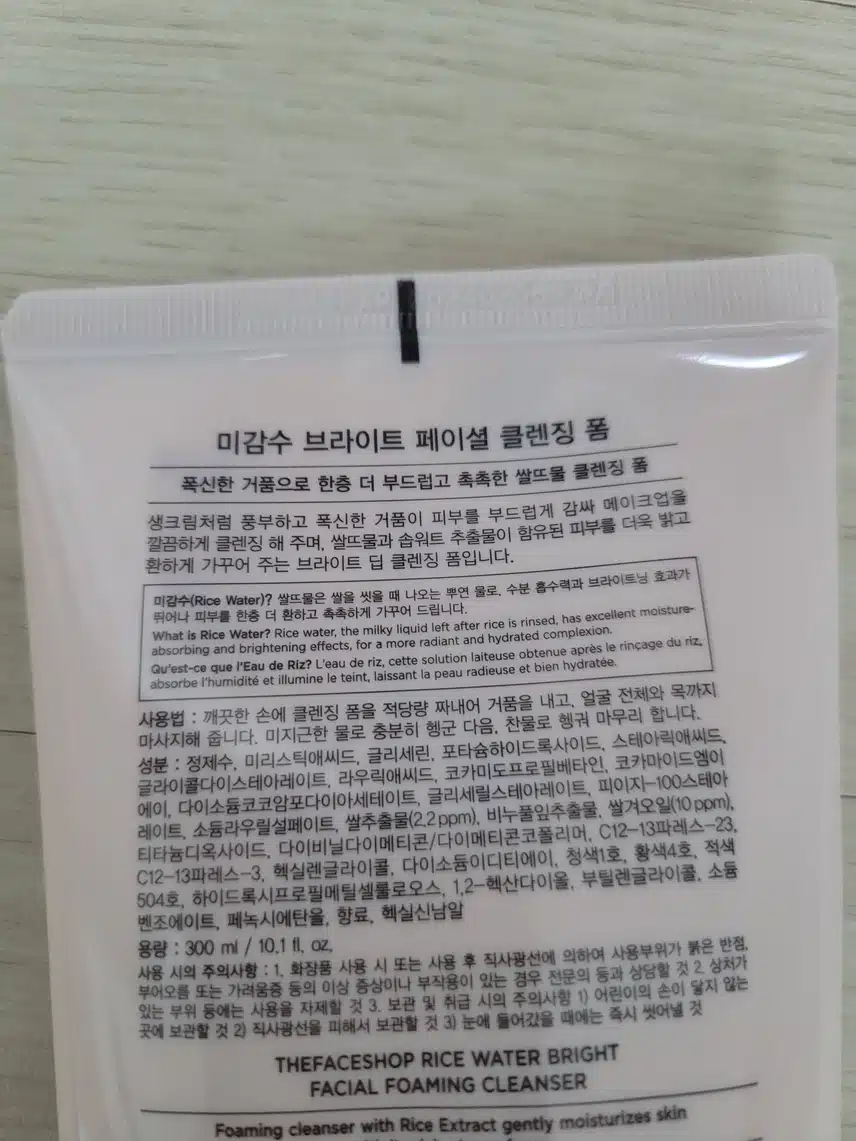 미감수 브라이트 페이셜 클렌징 폼
폭신한 거품으로 한층 더 부드럽고 촉촉한 쌀뜨물 클렌징 폼
생크림처럼 풍부하고 폭신한 거품이 피부를 부드럽게 감싸 메이크업을
깔끔하게 클렌징 해 주며, 쌀뜨물과 솝워트 추출물이 함유된 피부를 더욱 밝고
환하게 가꾸어 주는 브라이트 딥 클렌징 폼입니다.
미감수(Rice Water)? 쌀뜨물은 쌀을 씻을 때 나오는 뿌연 물로, 수분 흡수력과 브라이트닝 효과가
뛰어나 피부를 한층 더 환하고 촉촉하게 가꾸어 드립니다.
What is Rice Water? Rice water, the milky liquid left after rice is rinsed, has excellent moisture-
absorbing and brightening effects, for a more radiant and hydrated complexion.
Qu'est-ce que l'Eau de Riz? L'eau de riz, cette solution laiteuse obtenue après le rinçage du riz,
absorbe l'humidité et illumine le teint, laissant la peau radieuse et bien hydratée.
사용법 : 깨끗한 손에 클렌징 폼을 적당량 짜내어 거품을 내고, 얼굴 전체와 목까지
마사지해 줍니다. 미지근한 물로 충분히 헹군 다음, 찬물로 헹궈 마무리 합니다.
성분 : 정제수, 미리스틱애씨드, 글리세린, 포타슘하이드록사이드, 스테아릭애씨드,
글라이콜다이스테아레이트, 라우릭애씨드, 코카미도프로필베타인, 코카마이드엠이
에이, 다이소듐코코암포다이아세테이트, 글리세릴스테아레이트, 피이지-100스테아
레이트, 소듐라우릴설페이트, 쌀추출물(2.2 ppm), 비누풀잎추출물, 쌀겨오일(10 ppm),
티타늄디옥사이드, 다이비닐다이메티콘/다이메티콘코폴리머, C12-13파레스-23,
C12-13파레스-3, 헥실렌글라이콜, 다이소듐이디티에이, 청색1호, 황색4호, 적색
504호, 하이드록시프로필메틸셀룰로오스, 1,2-헥산다이올, 부틸렌글라이콜, 소듐
벤조에이트, 페녹시에탄올, 향료, 헥실신남알
용량 : 300 ml / 10.1 fl. oz.
사용 시의 주의사항 : 1. 화장품 사용 시 또는 사용 후 직사광선에 의하여 사용부위가 붉은 반점,
부어오름 또는 가려움증 등의 이상 증상이나 부작용이 있는 경우 전문의 등과 상담할 것 2. 상처가
있는 부위 등에는 사용을 자제할 것 3. 보관 및 취급 시의 주의사항 1) 어린이의 손이 닿지 않는
곳에 보관할 것 2) 직사광선을 피해서 보관할 것 3) 눈에 들어갔을 때에는 즉시 씻어낼 것
THEFACESHOP RICE WATER BRIGHT
FACIAL FOAMING CLEANSER
Foaming cleanser with Rice Extract gently moisturizes skin